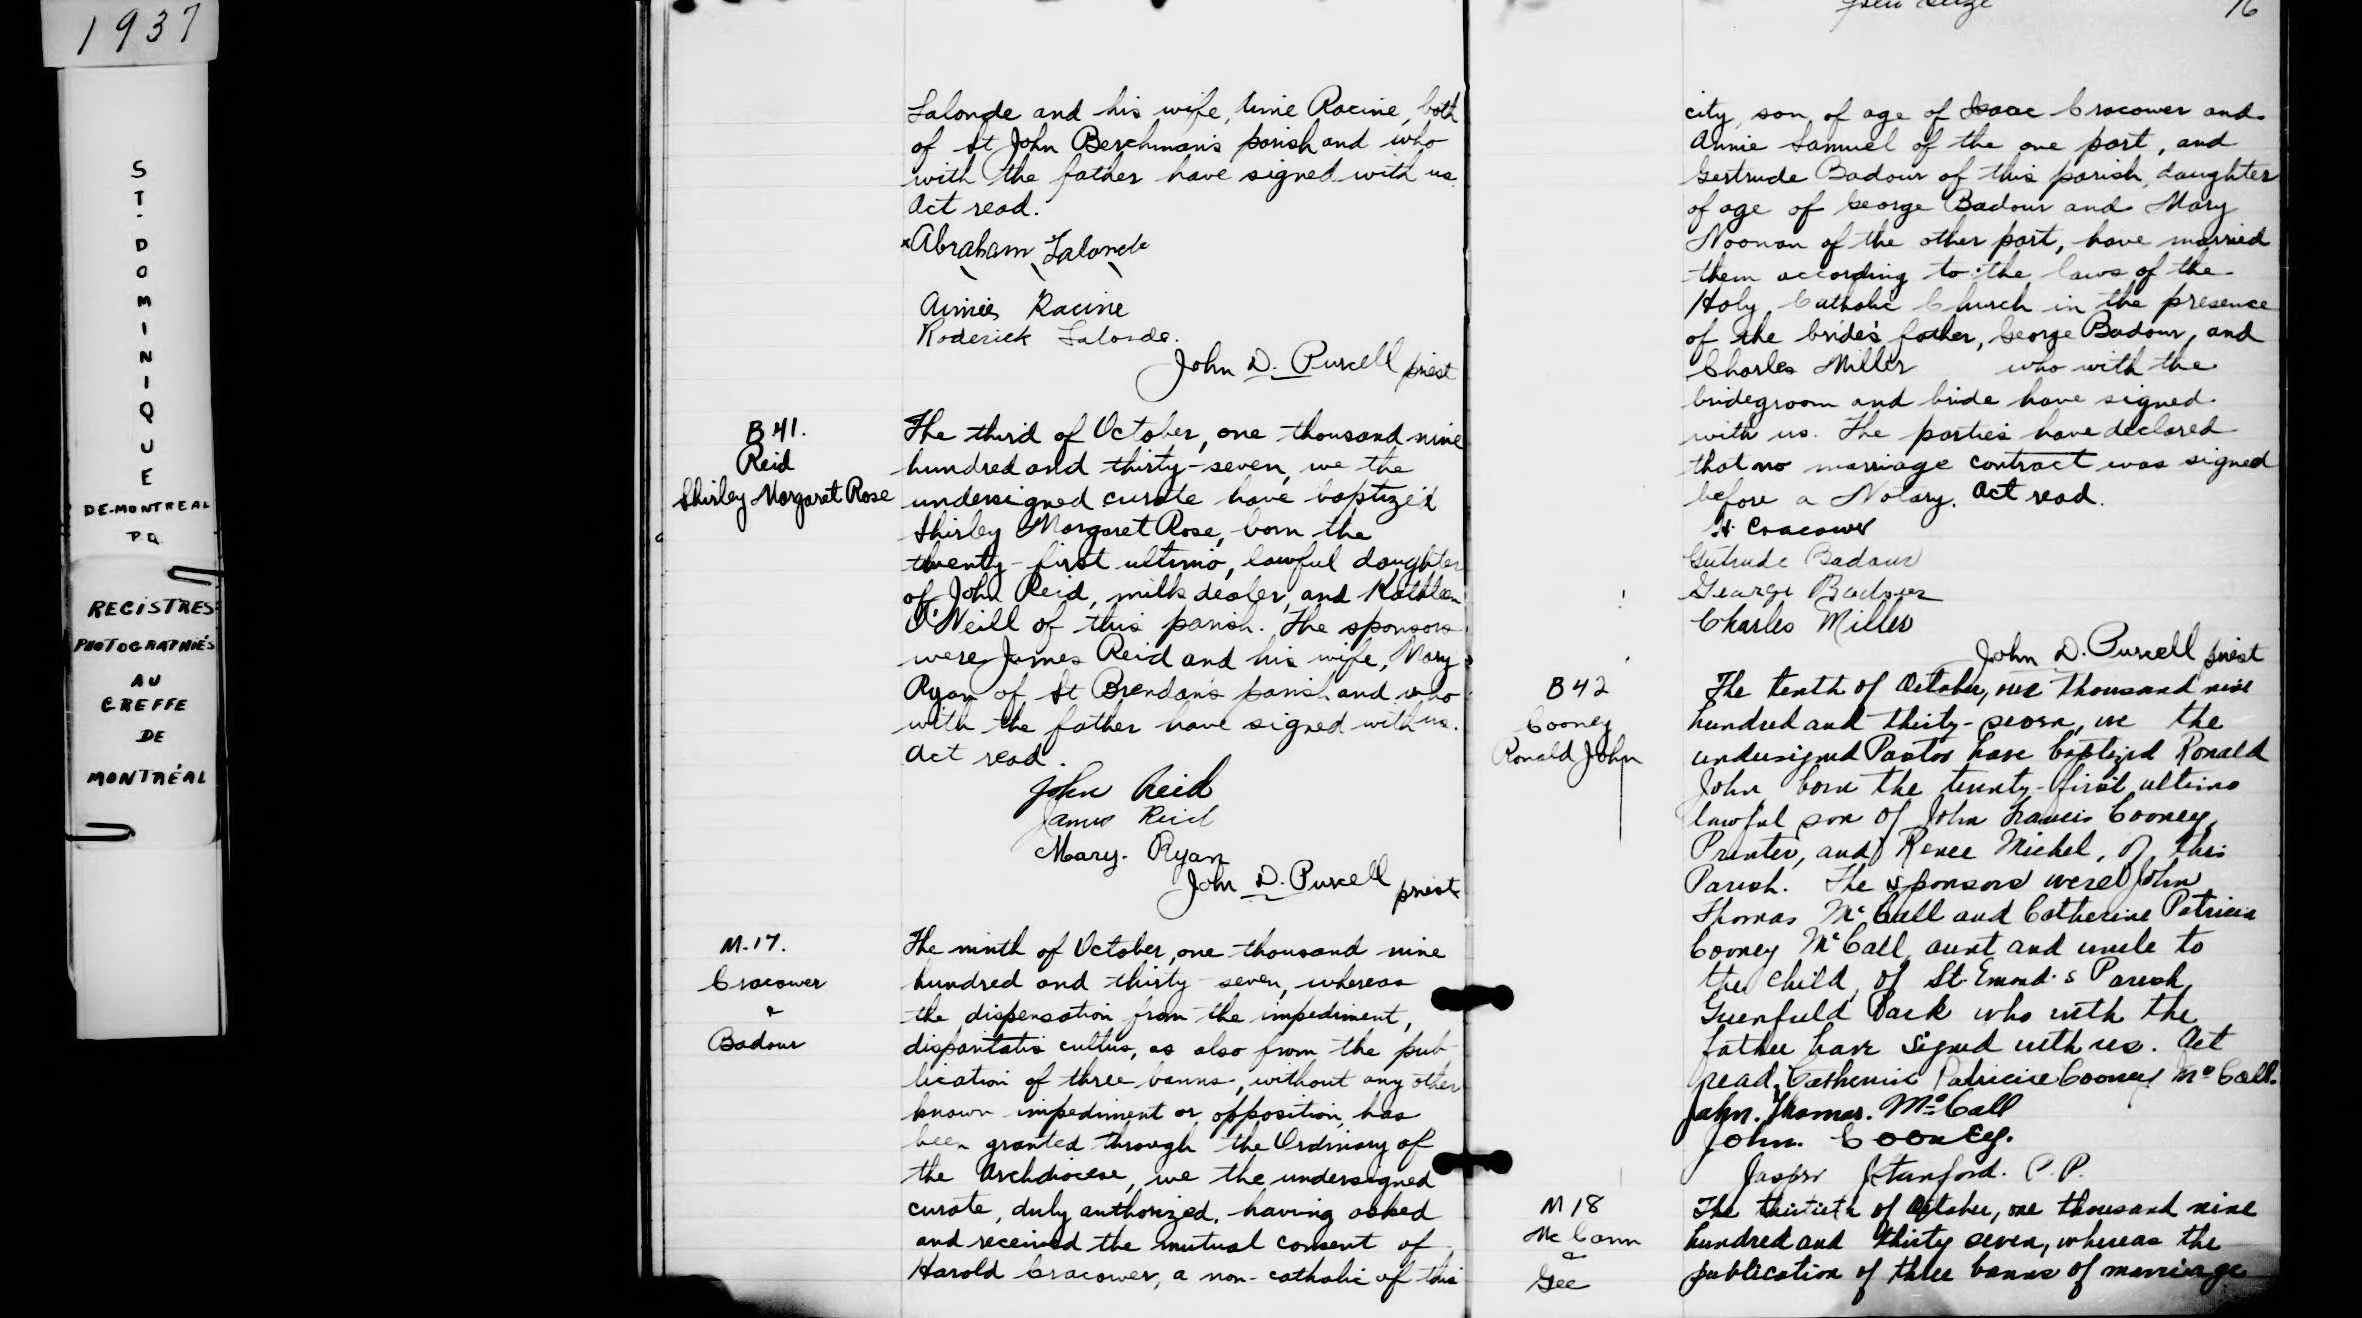 1937
ST-DOMINIQUE
DE-MONTREAL
P Q
REGISTRES
PHOTOGRAPHIÉS
AU
GREFFE
DE
MONTRÉAL
Lalonde and his wife, Racine, both
of St John Berchman's parish and who
with the father have signed with us.
Act read.
Abraham Lalonde
Aimée Racine
Roderick Lalonde.
John D. Purcell priest
B 41.
Reid
Shirley Margaret Rose
The third of October, one thousand nine
hundred and thirty-seven, we the
undersigned curate have baptized
Shirley Margaret Rose, born the
twenty-first ultimo, lawful daughter
of John Reid, milk dealer, and Kathleen
O'Neill of this parish. The sponsors
were James Reid and his wife, Mary
Ryan of St Brendan's parish and who
with the father have signed with us.
Act read.
John Reid
James Reid
Mary. Ryan
John D. Purcell priest
M. 17.
Cracower
&
Badour
The ninth of October, one thousand nine
hundred and thirty-seven, whereas
the dispensation from the impediment,
disparitatis cultus, as also from the pub-
lication of three banns, without any other
known impediment or opposition, has
been granted through the Ordinary of
the Archdiocese, we the undersigned
curate, duly authorized, having asked
and received the mutual consent of
Harold Cracower, a non-catholic of this
16
city, son of age of Isaac Cracower and
Annie Samuel of the one part, and
Gertrude Badour of this parish, daughter
of age of George Badour and Mary
Noonan of the other part, have married
them according to the laws of the
Holy Catholic Church in the presence
of the bride's father, George Badour, and
Charles Miller who with the
bridegroom and bride have signed
with us. The parties have declared
that no marriage contract was signed
before a Notary. Act read.
H. Cracower
Gertrude Badour
George Badour
Charles Miller
John D. Purcell priest
B 42
Cooney
Ronald John
The tenth of October, one thousand nine
hundred and thirty-seven, we the
undersigned Pastor have baptized Ronald
John born the twenty-first ultimo
lawful son of John Francis Cooney,
Printer, and Renee Michel, of this
Parish. The sponsors were John
Thomas McCall and Catherine Patricia
Cooney McCall, aunt and uncle to
the child, of St. Emard's Parish
Greenfield Park who with the
father have signed with us. Act
read. Catherine Patricia Cooney McCall.
John. Thomas. McCall
John. Cooney.
Jasper J. Stanford. P.P.
M 18
McCann
&
Gee
The thirtieth of October, one thousand nine
hundred and thirty seven, whereas the
publication of three banns of marriage